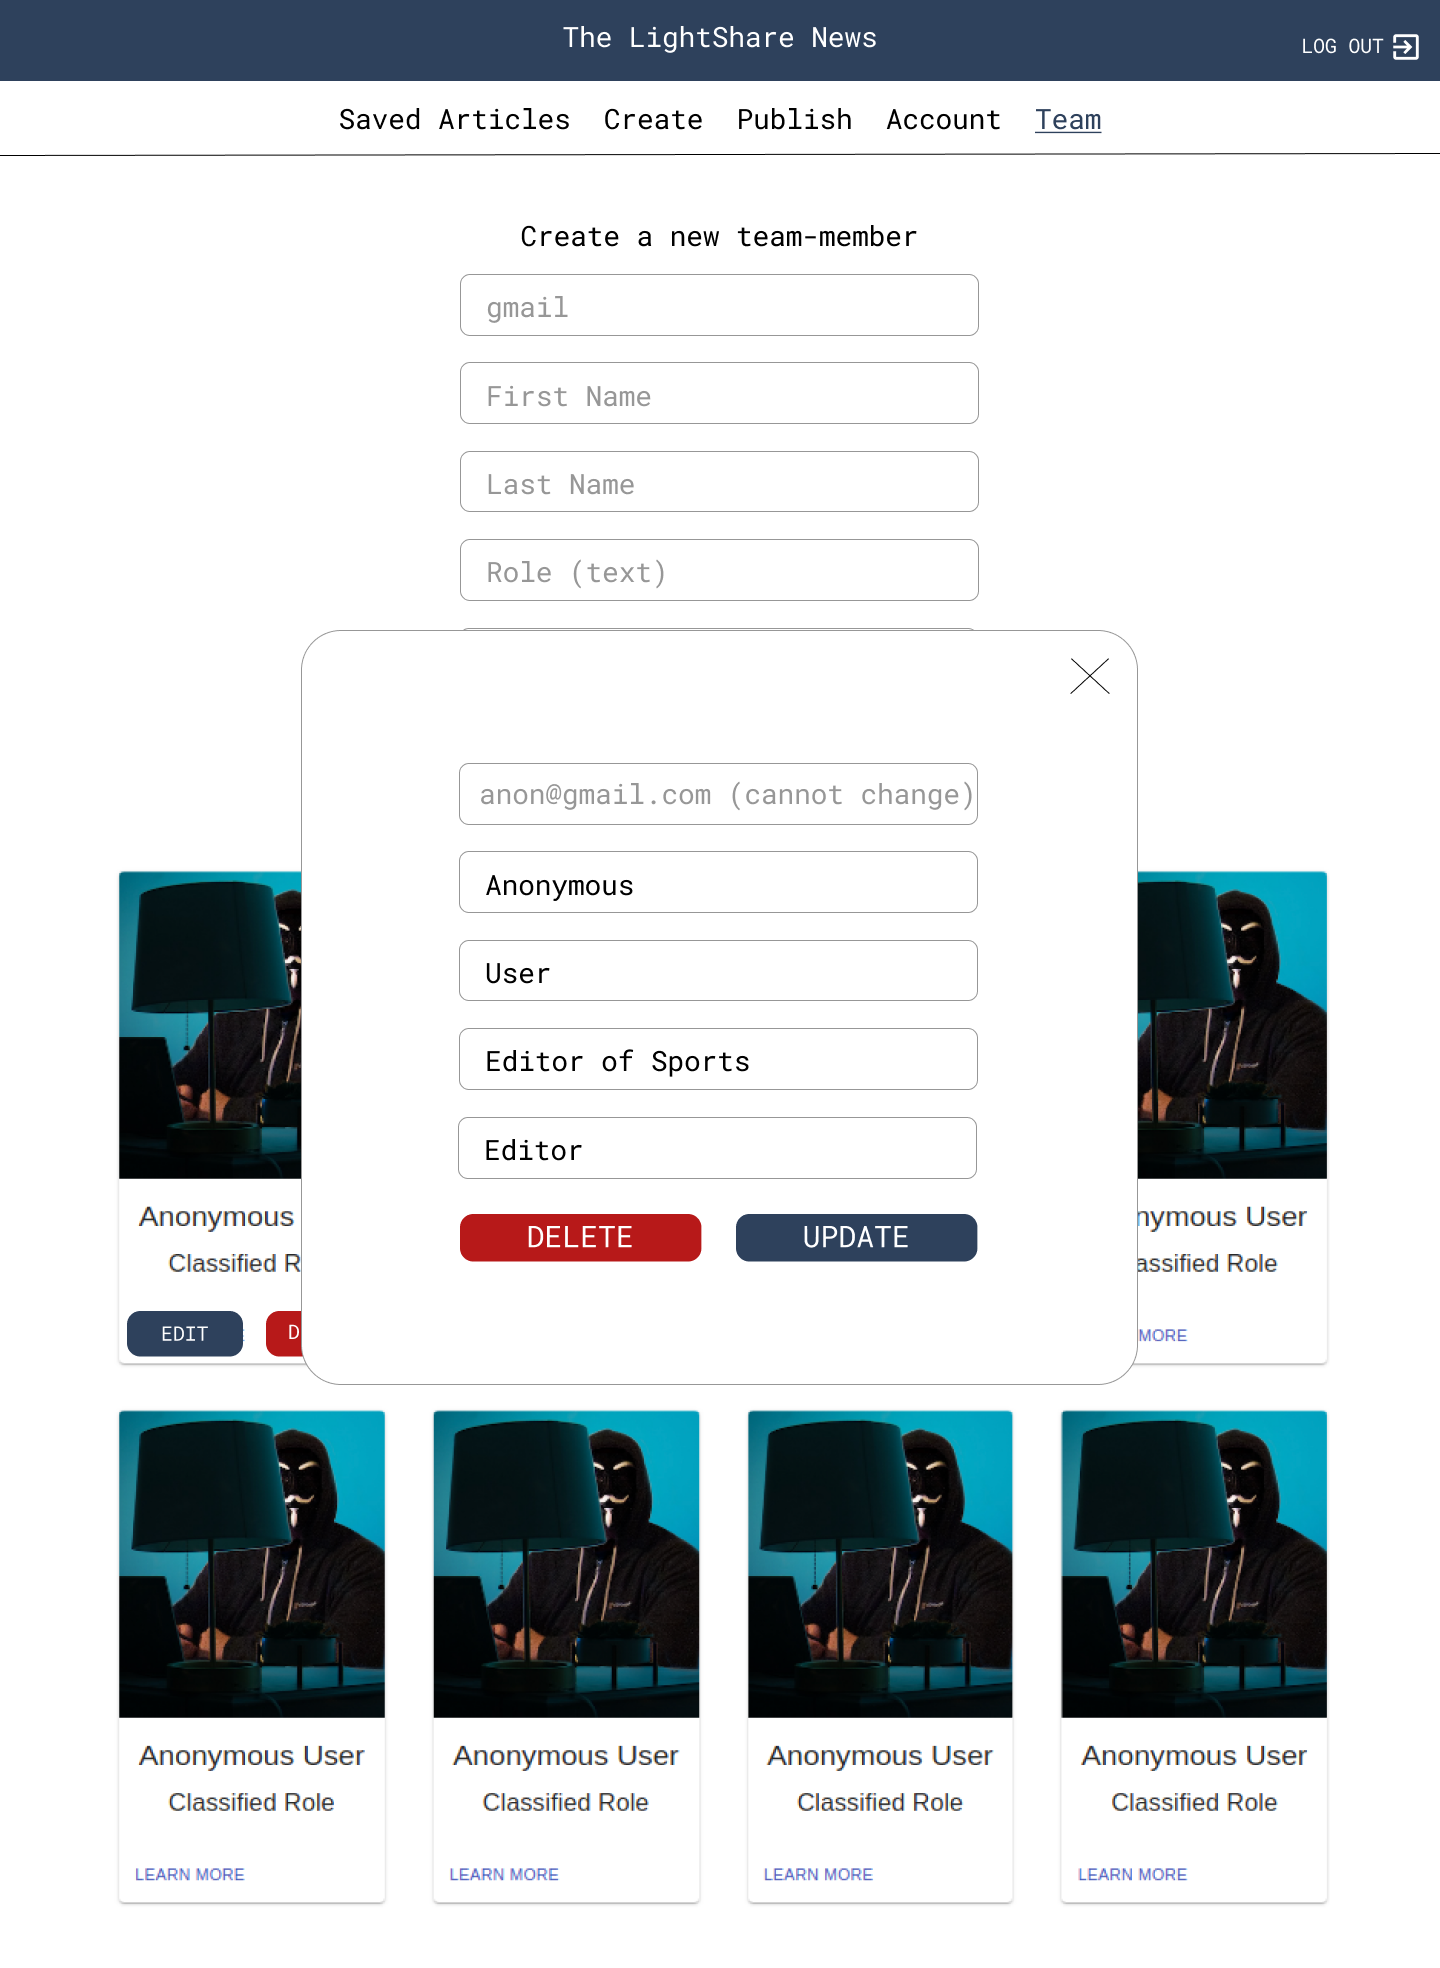 The LightShare News
LOG OUT
Saved Articles Create Publish Account Team
Create a new team-member
gmail
First Name
Last Name
Role (text)
anon@gmail.com (cannot change)
Anonymous
User
Editor of Sports
Editor
DELETE UPDATE
Anonymous
Classified R
EDIT D
nymous User
assified Role
MORE
Anonymous User Anonymous User Anonymous User Anonymous User
Classified Role Classified Role Classified Role Classified Role
LEARN MORE LEARN MORE LEARN MORE LEARN MORE